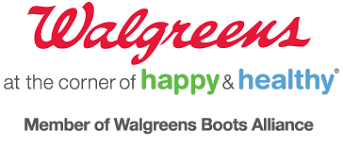 Walgreens
at the corner of happy & healthy®
Member of Walgreens Boots Alliance